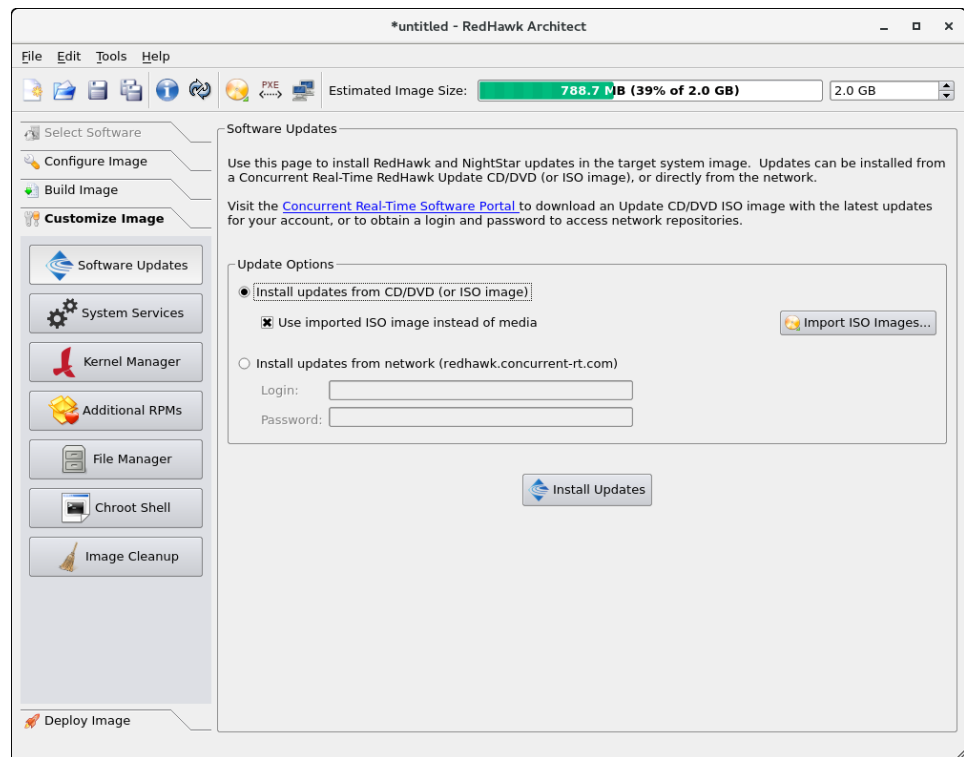 *untitled - RedHawk Architect
File Edit Tools Help
PXE
Estimated Image Size: 788.7 MB (39% of 2.0 GB) 2.0 GB
Select Software
Configure Image
Build Image
Customize Image
Software Updates
System Services
Kernel Manager
Additional RPMs
File Manager
Chroot Shell
Image Cleanup
Deploy Image
Software Updates
Use this page to install RedHawk and NightStar updates in the target system image. Updates can be installed from
a Concurrent Real-Time RedHawk Update CD/DVD (or ISO image), or directly from the network.
Visit the Concurrent Real-Time Software Portal to download an Update CD/DVD ISO image with the latest updates
for your account, or to obtain a login and password to access network repositories.
Update Options
Install updates from CD/DVD (or ISO image)
Use imported ISO image instead of media
Import ISO Images...
Install updates from network (redhawk.concurrent-rt.com)
Login:
Password:
Install Updates